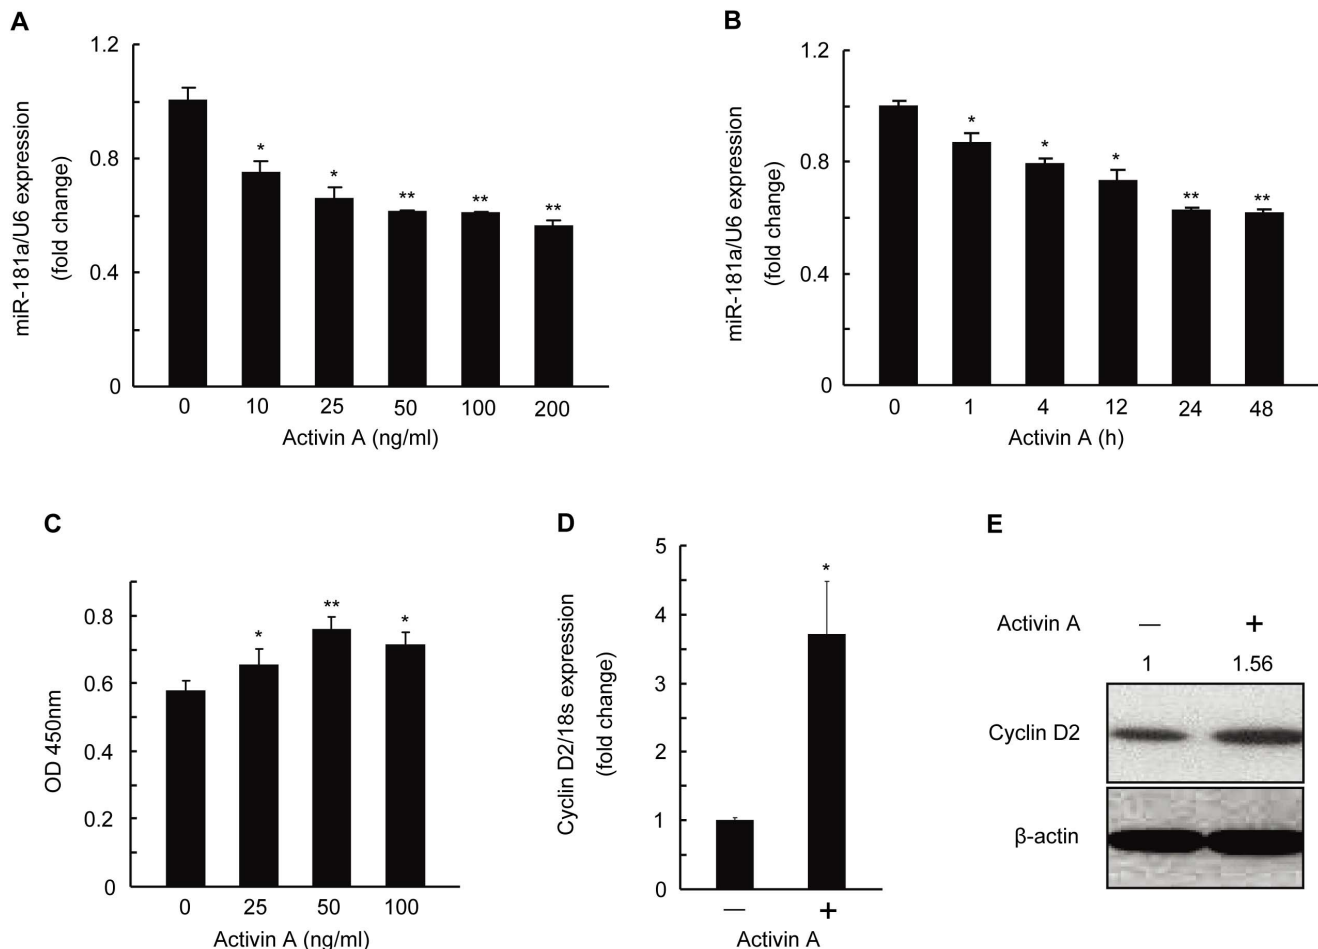 A
miR-181a/U6 expression
(fold change)
1.2
0.8
0.4
0
* * ** ** **
0 10 25 50 100 200
Activin A (ng/ml)
B
miR-181a/U6 expression
(fold change)
1.2
0.8
0.4
0
* * * ** **
0 1 4 12 24 48
Activin A (h)
C
OD 450nm
0.8
0.6
0.4
0.2
0
* ** *
0 25 50 100
Activin A (ng/ml)
D
Cyclin D2/18s expression
(fold change)
5
4
3
2
1
0
*
— +
Activin A
E
Activin A — +
1 1.56
Cyclin D2
β-actin